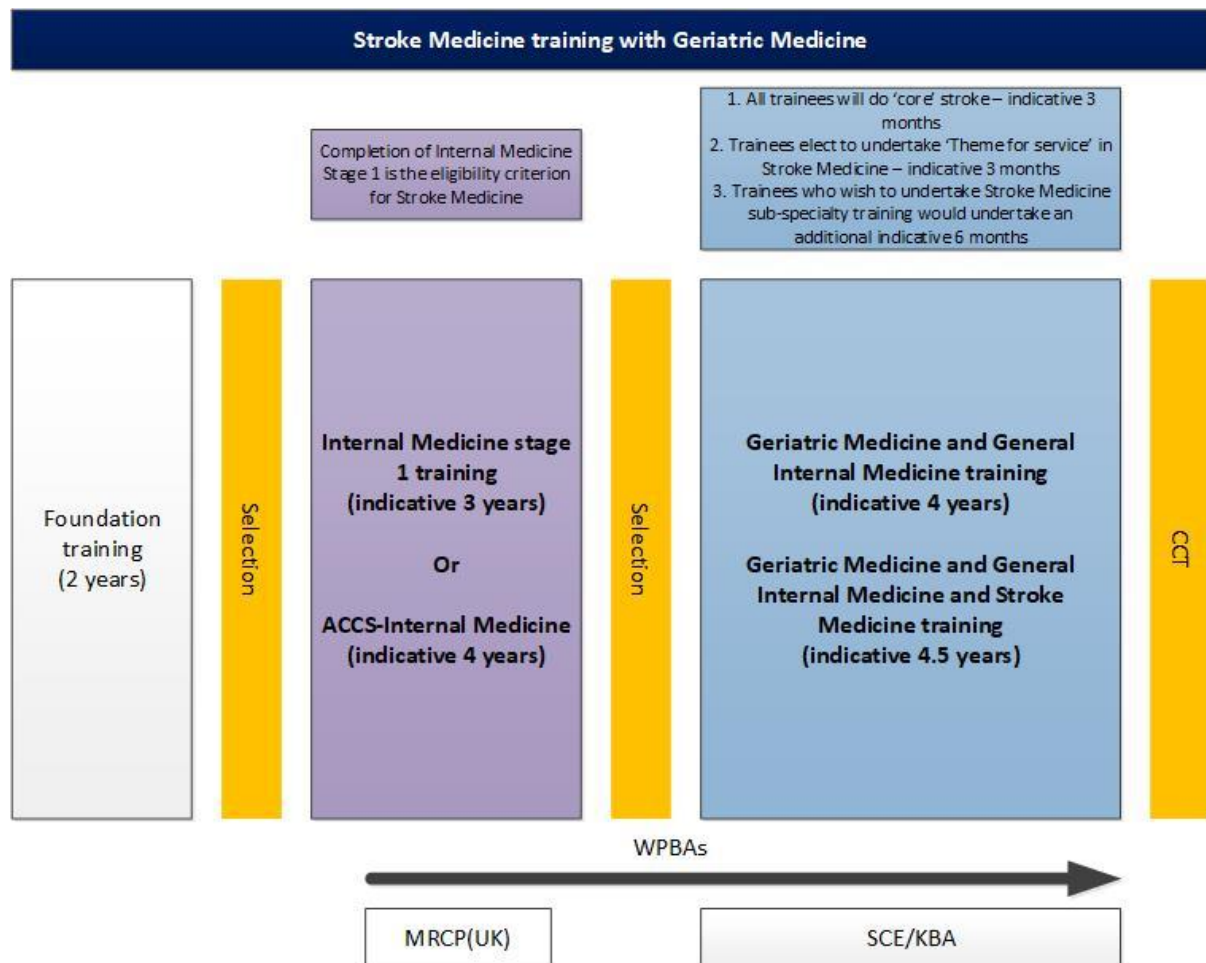 Stroke Medicine training with Geriatric Medicine
Completion of Internal Medicine
Stage 1 is the eligibility criterion
for Stroke Medicine
1. All trainees will do ‘core’ stroke – indicative 3
months
2. Trainees elect to undertake ‘Theme for service’ in
Stroke Medicine – indicative 3 months
3. Trainees who wish to undertake Stroke Medicine
sub-specialty training would undertake an
additional indicative 6 months
Foundation
training
(2 years)
Selection
Internal Medicine stage
1 training
(indicative 3 years)
Or
ACCS-Internal Medicine
(indicative 4 years)
Selection
Geriatric Medicine and General
Internal Medicine training
(indicative 4 years)
Geriatric Medicine and General
Internal Medicine and Stroke
Medicine training
(indicative 4.5 years)
CCT
WPBAs
MRCP(UK)
SCE/KBA